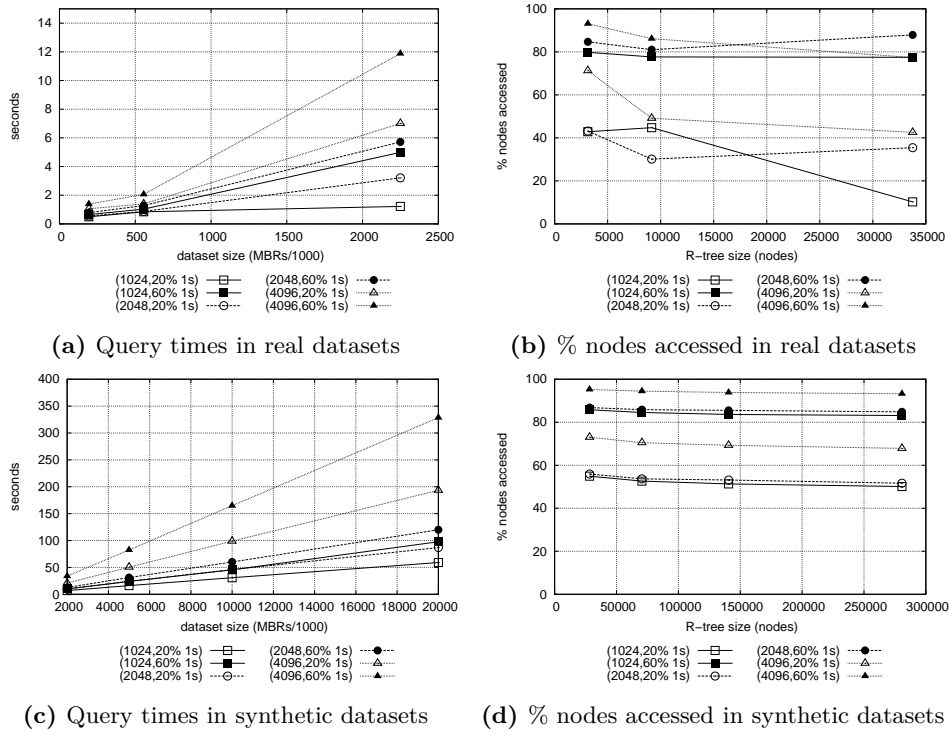 14
12
10
8
6
4
2
0
seconds
0 500 1000 1500 2000 2500
dataset size (MBRs/1000)
(1024,20% 1s) (2048,60% 1s)
(1024,60% 1s) (4096,20% 1s)
(2048,20% 1s) (4096,60% 1s)
(a) Query times in real datasets
100
80
60
40
20
0
% nodes accessed
0 5000 10000 15000 20000 25000 30000 35000
R-tree size (nodes)
(1024,20% 1s) (2048,60% 1s)
(1024,60% 1s) (4096,20% 1s)
(2048,20% 1s) (4096,60% 1s)
(b) % nodes accessed in real datasets
400
350
300
250
200
150
100
50
0
seconds
2000 4000 6000 8000 10000 12000 14000 16000 18000 20000
dataset size (MBRs/1000)
(1024,20% 1s) (2048,60% 1s)
(1024,60% 1s) (4096,20% 1s)
(2048,20% 1s) (4096,60% 1s)
(c) Query times in synthetic datasets
100
80
60
40
20
0
% nodes accessed
0 50000 100000 150000 200000 250000 300000
R-tree size (nodes)
(1024,20% 1s) (2048,60% 1s)
(1024,60% 1s) (4096,20% 1s)
(2048,20% 1s) (4096,60% 1s)
(d) % nodes accessed in synthetic datasets